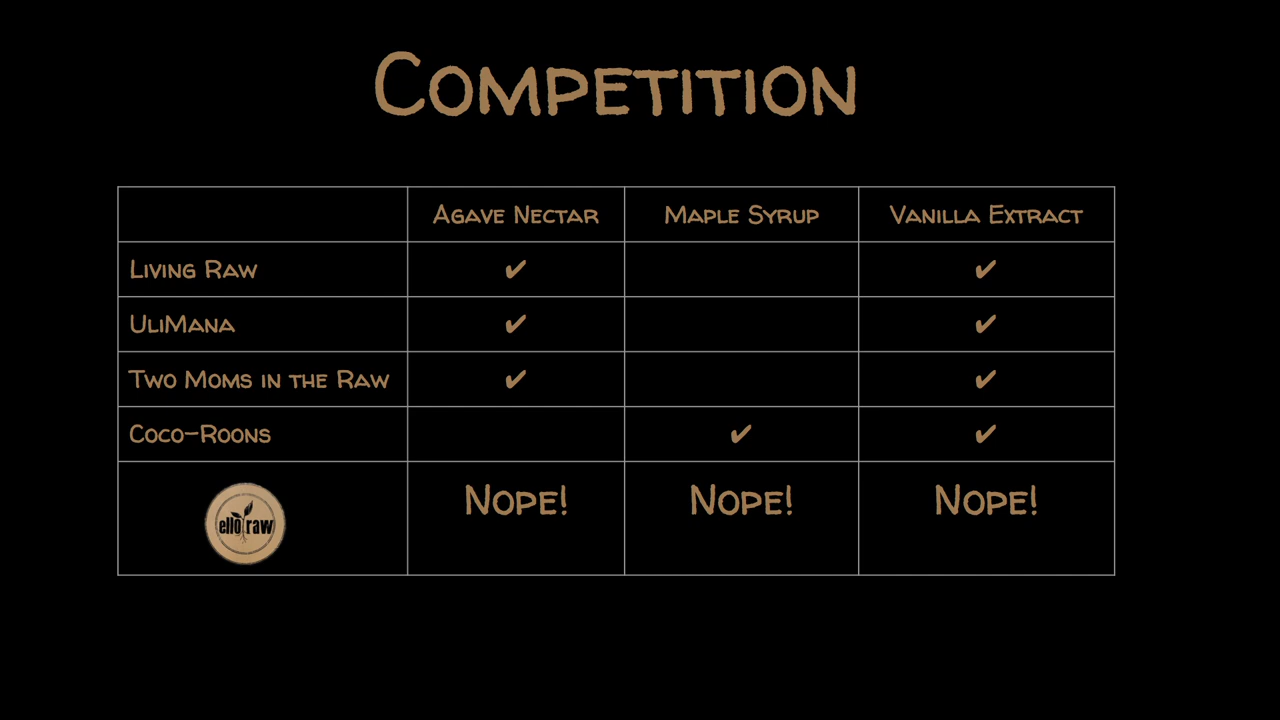 Competition
Agave Nectar Maple Syrup Vanilla Extract
Living Raw ✔ ✔
UliMana ✔ ✔
Two Moms in the Raw ✔ ✔
Coco-Roons ✔ ✔
ello raw Nope! Nope! Nope!